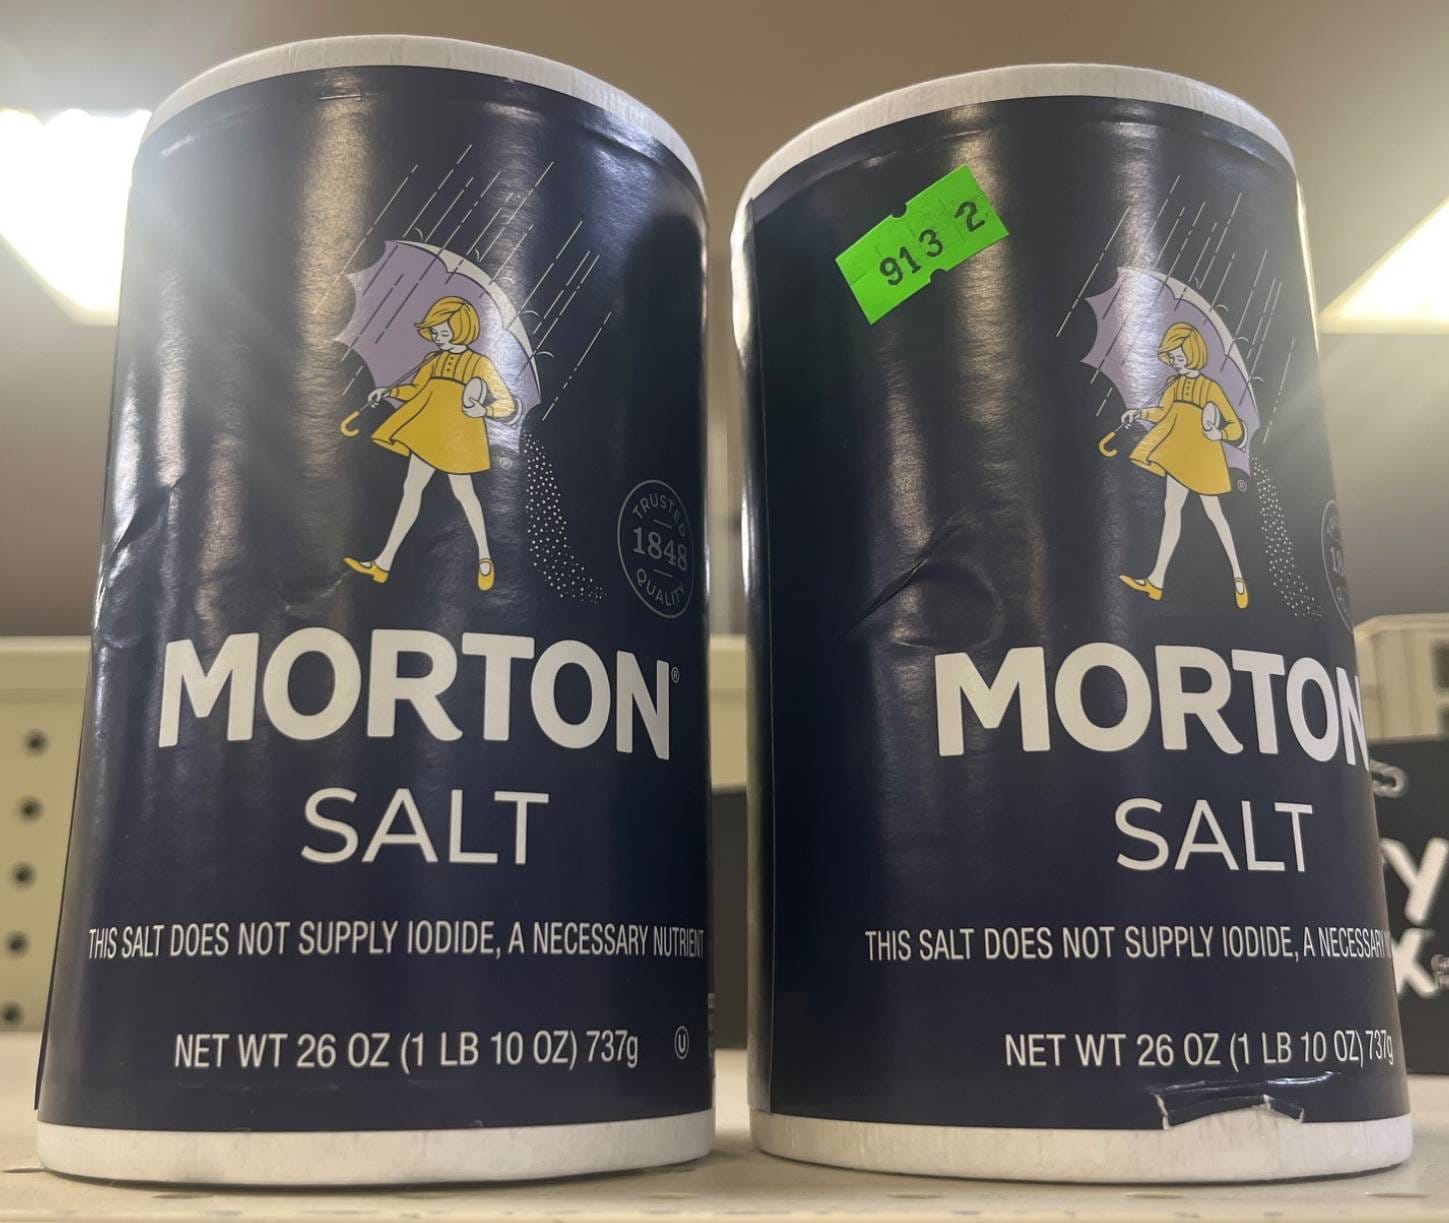 TRUSTED
1848
QUALITY
MORTON®
SALT
THIS SALT DOES NOT SUPPLY IODIDE, A NECESSARY NUTRIENT
NET WT 26 OZ (1 LB 10 OZ) 737g
U
913 2
MORTON
SALT
THIS SALT DOES NOT SUPPLY IODIDE, A NECESSARY
NET WT 26 OZ (1 LB 10 OZ) 737g